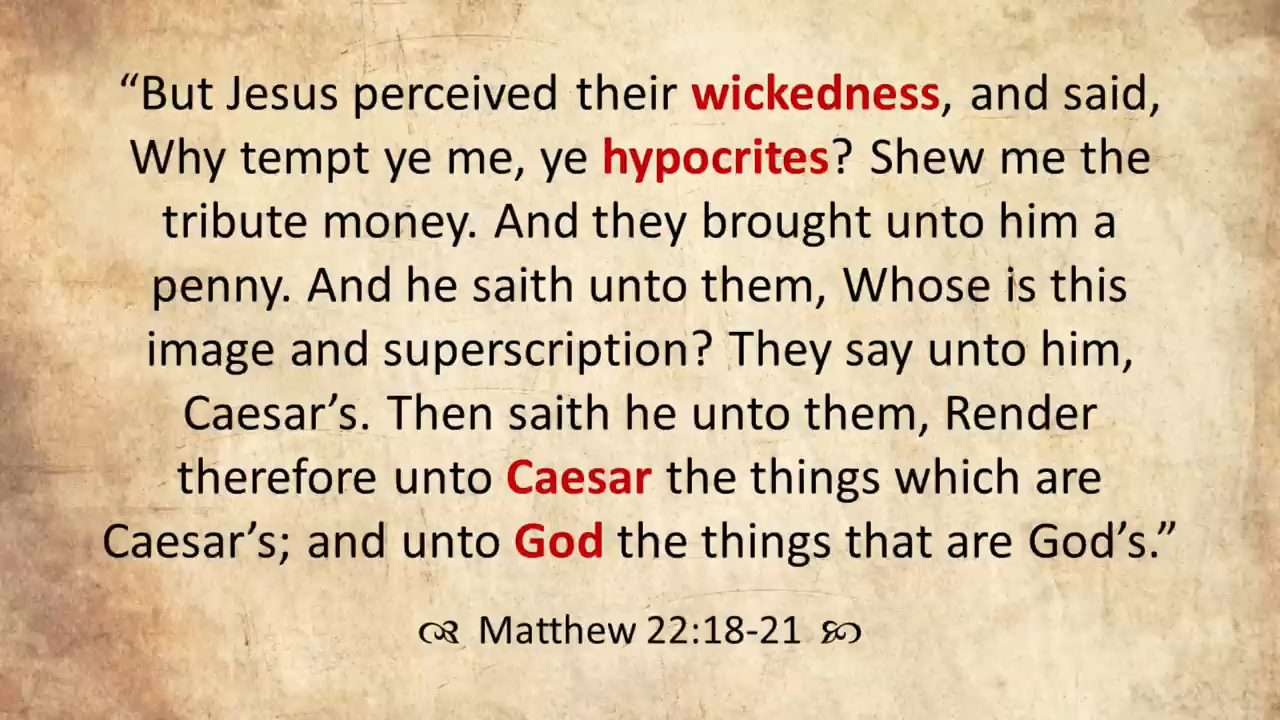 “But Jesus perceived their wickedness, and said,
Why tempt ye me, ye hypocrites? Shew me the
tribute money. And they brought unto him a
penny. And he saith unto them, Whose is this
image and superscription? They say unto him,
Caesar’s. Then saith he unto them, Render
therefore unto Caesar the things which are
Caesar’s; and unto God the things that are God’s.”
Matthew 22:18-21